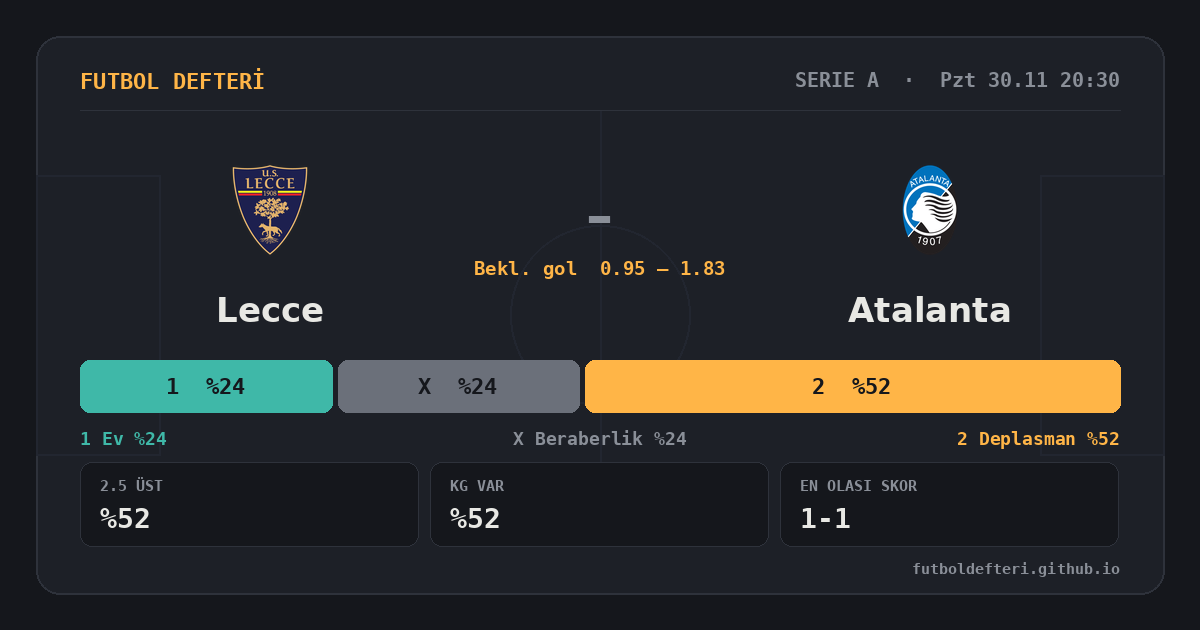 FUTBOL DEFTERİ
SERIE A · Pzt 30.11 20:30
U.S.
LECCE
1908
ATALANTA
1907
–
Bekl. gol 0.95 – 1.83
Lecce
Atalanta
1 %24
X %24
2 %52
1 Ev %24
X Beraberlik %24
2 Deplasman %52
2.5 ÜST
%52
KG VAR
%52
EN OLASI SKOR
1-1
futboldefteri.github.io